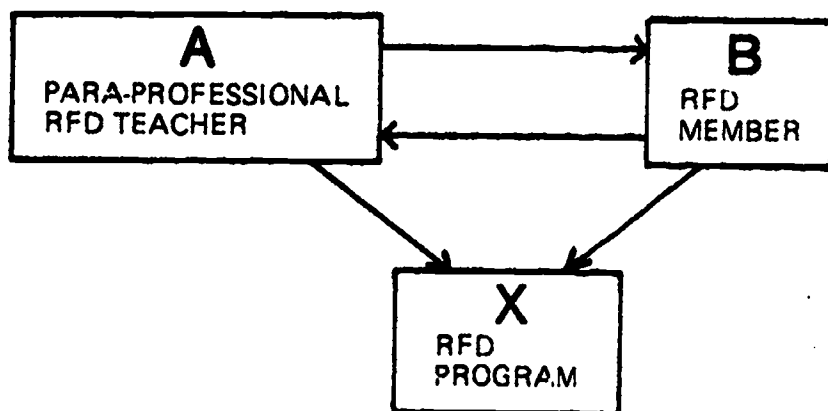 A
PARA-PROFESSIONAL
RFD TEACHER
B
RFD
MEMBER
X
RFD
PROGRAM